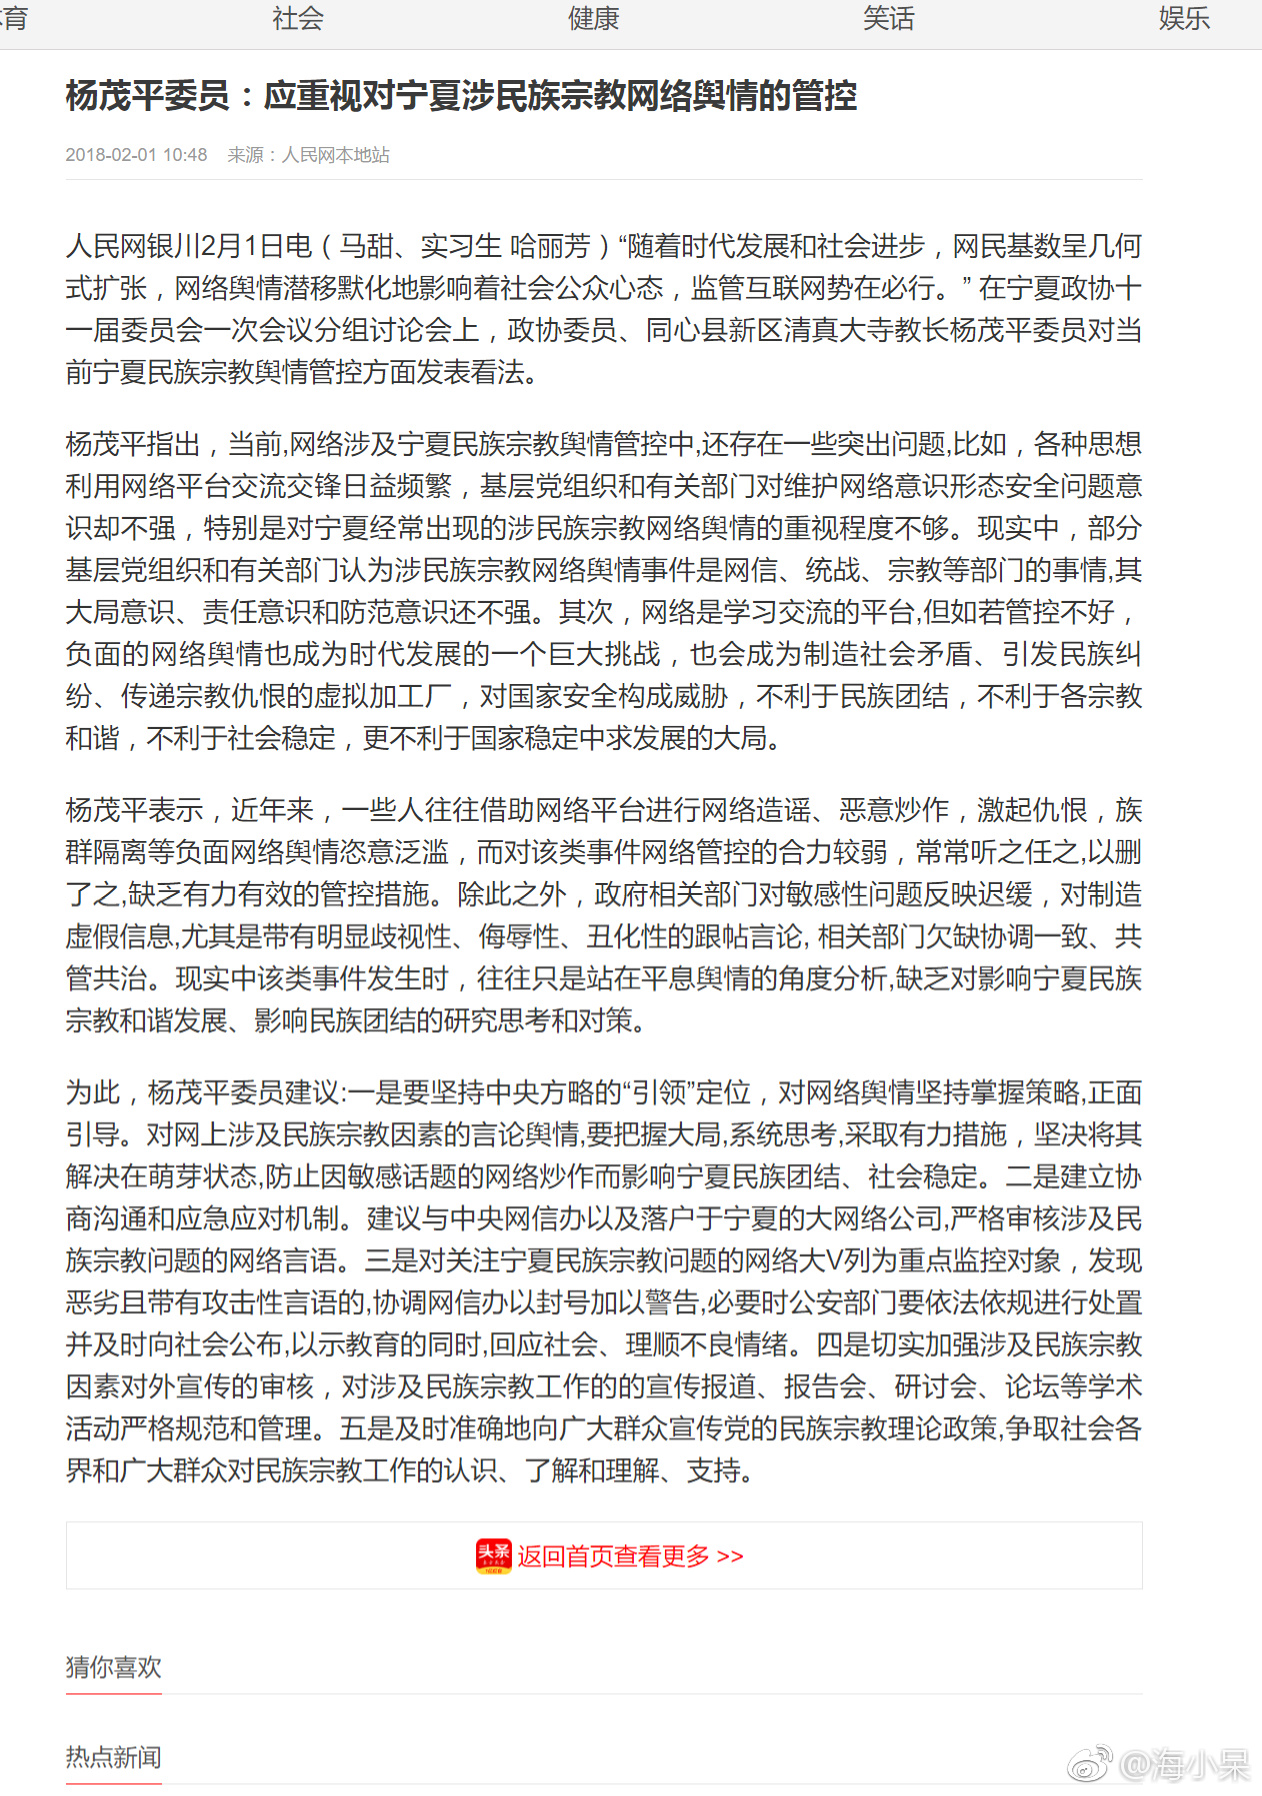 育
社会
健康
笑话
娱乐
杨茂平委员：应重视对宁夏涉民族宗教网络舆情的管控
2018-02-01 10:48 来源：人民网本地站
人民网银川2月1日电（马甜、实习生 哈丽芳）“随着时代发展和社会进步，网民基数呈几何
式扩张，网络舆情潜移默化地影响着社会公众心态，监管互联网势在必行。” 在宁夏政协十
一届委员会一次会议分组讨论会上，政协委员、同心县新区清真大寺教长杨茂平委员对当
前宁夏民族宗教舆情管控方面发表看法。
杨茂平指出，当前,网络涉及宁夏民族宗教舆情管控中,还存在一些突出问题,比如，各种思想
利用网络平台交流交锋日益频繁，基层党组织和有关部门对维护网络意识形态安全问题意
识却不强，特别是对宁夏经常出现的涉民族宗教网络舆情的重视程度不够。现实中，部分
基层党组织和有关部门认为涉民族宗教网络舆情事件是网信、统战、宗教等部门的事情,其
大局意识、责任意识和防范意识还不强。其次，网络是学习交流的平台,但如若管控不好，
负面的网络舆情也成为时代发展的一个巨大挑战，也会成为制造社会矛盾、引发民族纠
纷、传递宗教仇恨的虚拟加工厂，对国家安全构成威胁，不利于民族团结，不利于各宗教
和谐，不利于社会稳定，更不利于国家稳定中求发展的大局。
杨茂平表示，近年来，一些人往往借助网络平台进行网络造谣、恶意炒作，激起仇恨，族
群隔离等负面网络舆情恣意泛滥，而对该类事件网络管控的合力较弱，常常听之任之,以删
了之,缺乏有力有效的管控措施。除此之外，政府相关部门对敏感性问题反映迟缓，对制造
虚假信息,尤其是带有明显歧视性、侮辱性、丑化性的跟帖言论, 相关部门欠缺协调一致、共
管共治。现实中该类事件发生时，往往只是站在平息舆情的角度分析,缺乏对影响宁夏民族
宗教和谐发展、影响民族团结的研究思考和对策。
为此，杨茂平委员建议:一是要坚持中央方略的“引领”定位，对网络舆情坚持掌握策略,正面
引导。对网上涉及民族宗教因素的言论舆情,要把握大局,系统思考,采取有力措施，坚决将其
解决在萌芽状态,防止因敏感话题的网络炒作而影响宁夏民族团结、社会稳定。二是建立协
商沟通和应急应对机制。建议与中央网信办以及落户于宁夏的大网络公司,严格审核涉及民
族宗教问题的网络言语。三是对关注宁夏民族宗教问题的网络大V列为重点监控对象，发现
恶劣且带有攻击性言语的,协调网信办以封号加以警告,必要时公安部门要依法依规进行处置
并及时向社会公布,以示教育的同时,回应社会、理顺不良情绪。四是切实加强涉及民族宗教
因素对外宣传的审核，对涉及民族宗教工作的的宣传报道、报告会、研讨会、论坛等学术
活动严格规范和管理。五是及时准确地向广大群众宣传党的民族宗教理论政策,争取社会各
界和广大群众对民族宗教工作的认识、了解和理解、支持。
头条 返回首页查看更多 >>
猜你喜欢
热点新闻
@海小呆